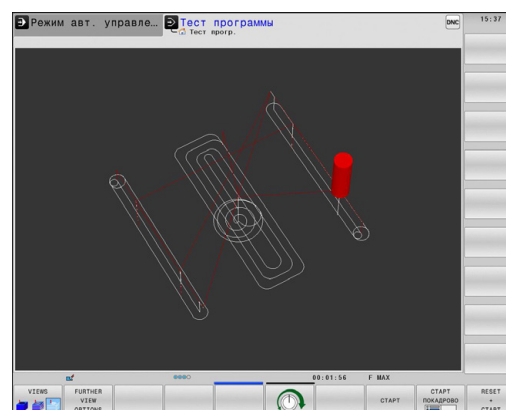 Режим авт. управле…
Тест программы
Тест прогр.
DNC
15:37
00:01:56 F MAX
VIEWS
FURTHER
VIEW
OPTIONS
СТАРТ
СТАРТ
ПОКАДРОВО
RESET
+
СТАРТ